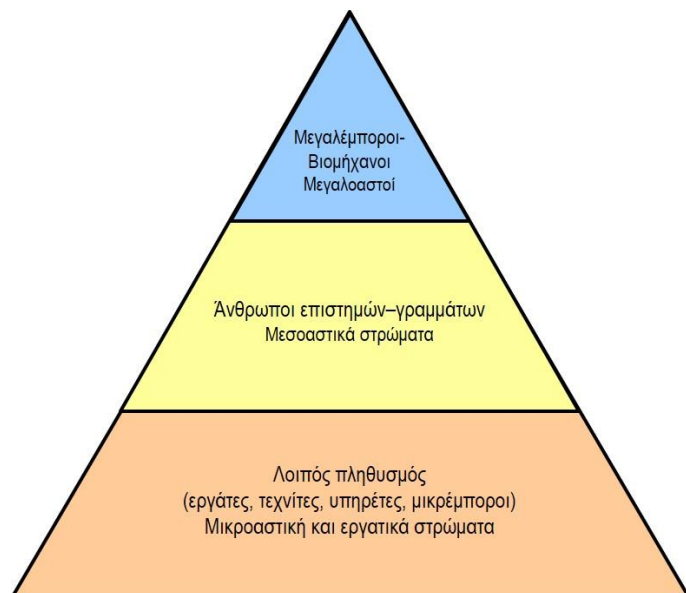 Μεγαλέμποροι-
Βιομήχανοι
Μεγαλοαστοί
Άνθρωποι επιστημών–γραμμάτων
Μεσοαστικά στρώματα
Λοιπός πληθυσμός
(εργάτες, τεχνίτες, υπηρέτες, μικρέμποροι)
Μικροαστική και εργατικά στρώματα